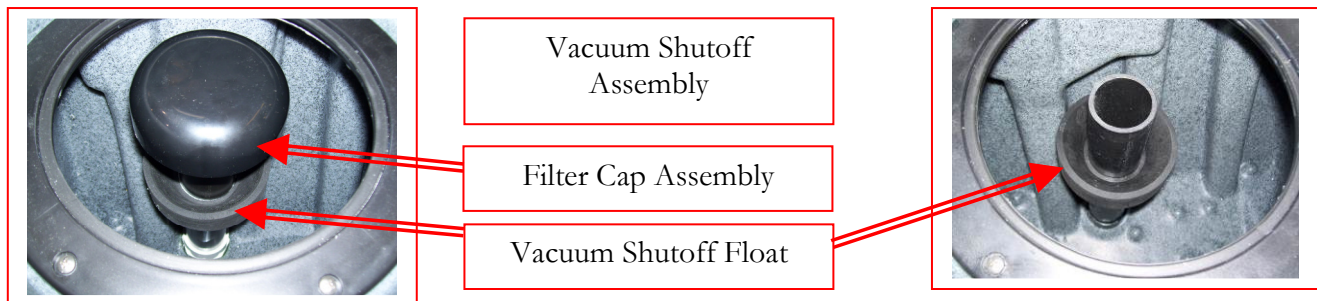 Vacuum Shutoff
Assembly
Filter Cap Assembly
Vacuum Shutoff Float